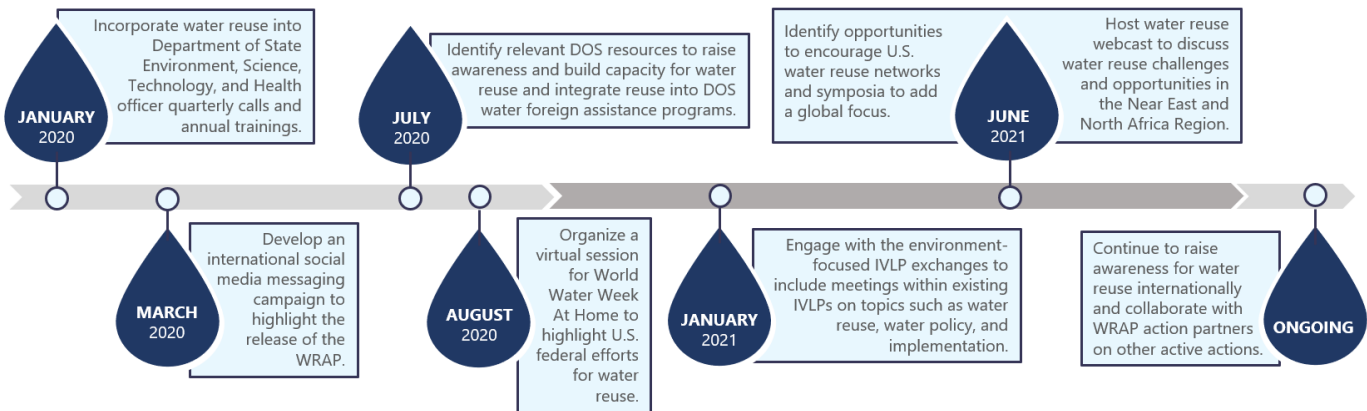 JANUARY
2020
Incorporate water reuse into
Department of State
Environment, Science,
Technology, and Health
officer quarterly calls and
annual trainings.
MARCH
2020
Develop an
international social
media messaging
campaign to
highlight the
release of the
WRAP.
JULY
2020
Identify relevant DOS resources to raise
awareness and build capacity for water
reuse and integrate reuse into DOS
water foreign assistance programs.
AUGUST
2020
Organize a
virtual session
for World
Water Week
At Home to
highlight U.S.
federal efforts
for water
reuse.
JANUARY
2021
Engage with the environment-
focused IVLP exchanges to
include meetings within existing
IVLPs on topics such as water
reuse, water policy, and
implementation.
Identify opportunities
to encourage U.S.
water reuse networks
and symposia to add
a global focus.
JUNE
2021
Host water reuse
webcast to discuss
water reuse challenges
and opportunities in
the Near East and
North Africa Region.
Continue to raise
awareness for water
reuse internationally
and collaborate with
WRAP action partners
on other active actions.
ONGOING